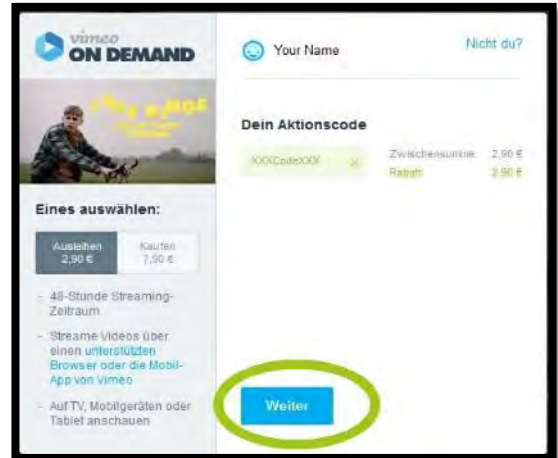 vimeo
ON DEMAND
Eines auswählen:
Ausleihen
2,90 €
Kaufen
7,90 €
- 48-Stunde Streaming-
Zeitraum
- Streame Videos über
einen unterstützten
Browser oder die Mobil-
App von Vimeo
- Auf TV, Mobilgeräten oder
Tablet anschauen
Your Name
Nicht du?
Dein Aktionscode
XXXCodeXXX
Zwischensumme: 2,90 €
Rabatt: 2,90 €
Weiter